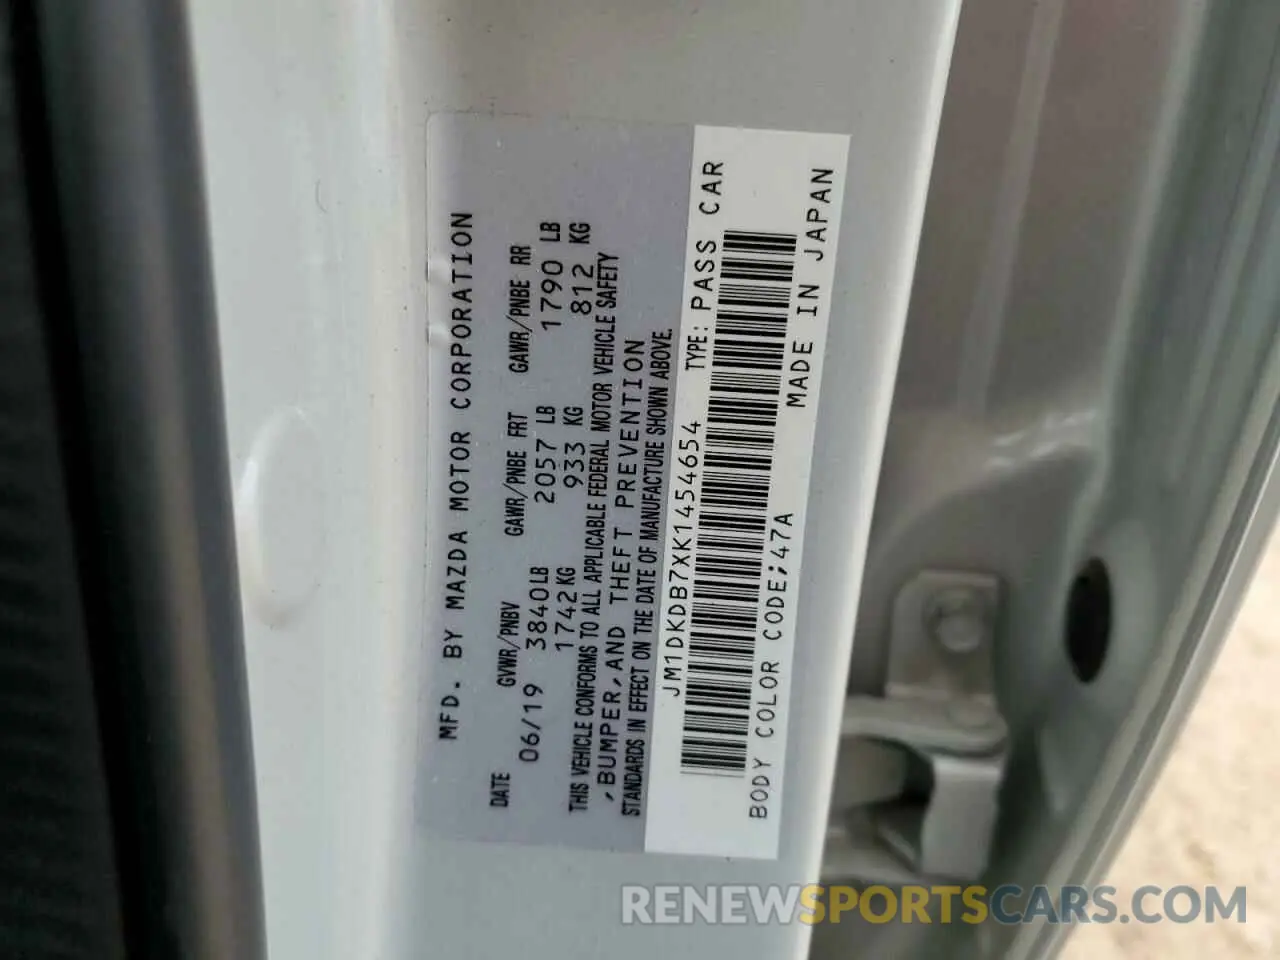 MFD. BY MAZDA MOTOR CORPORATION
DATE GVWR/PNBV GAWR/PNBE FRT GAWR/PNBE RR
06/19 3840LB 2057 LB 1790 LB
1742KG 933 KG 812 KG
THIS VEHICLE CONFORMS TO ALL APPLICABLE FEDERAL MOTOR VEHICLE SAFETY
,BUMPER,AND THEFT PREVENTION
STANDARDS IN EFFECT ON THE DATE OF MANUFACTURE SHOWN ABOVE.
JM1DKDB7XK1454654 TYPE: PASS CAR
BODY COLOR CODE;47A MADE IN JAPAN
RENEWSPORTSCARS.COM